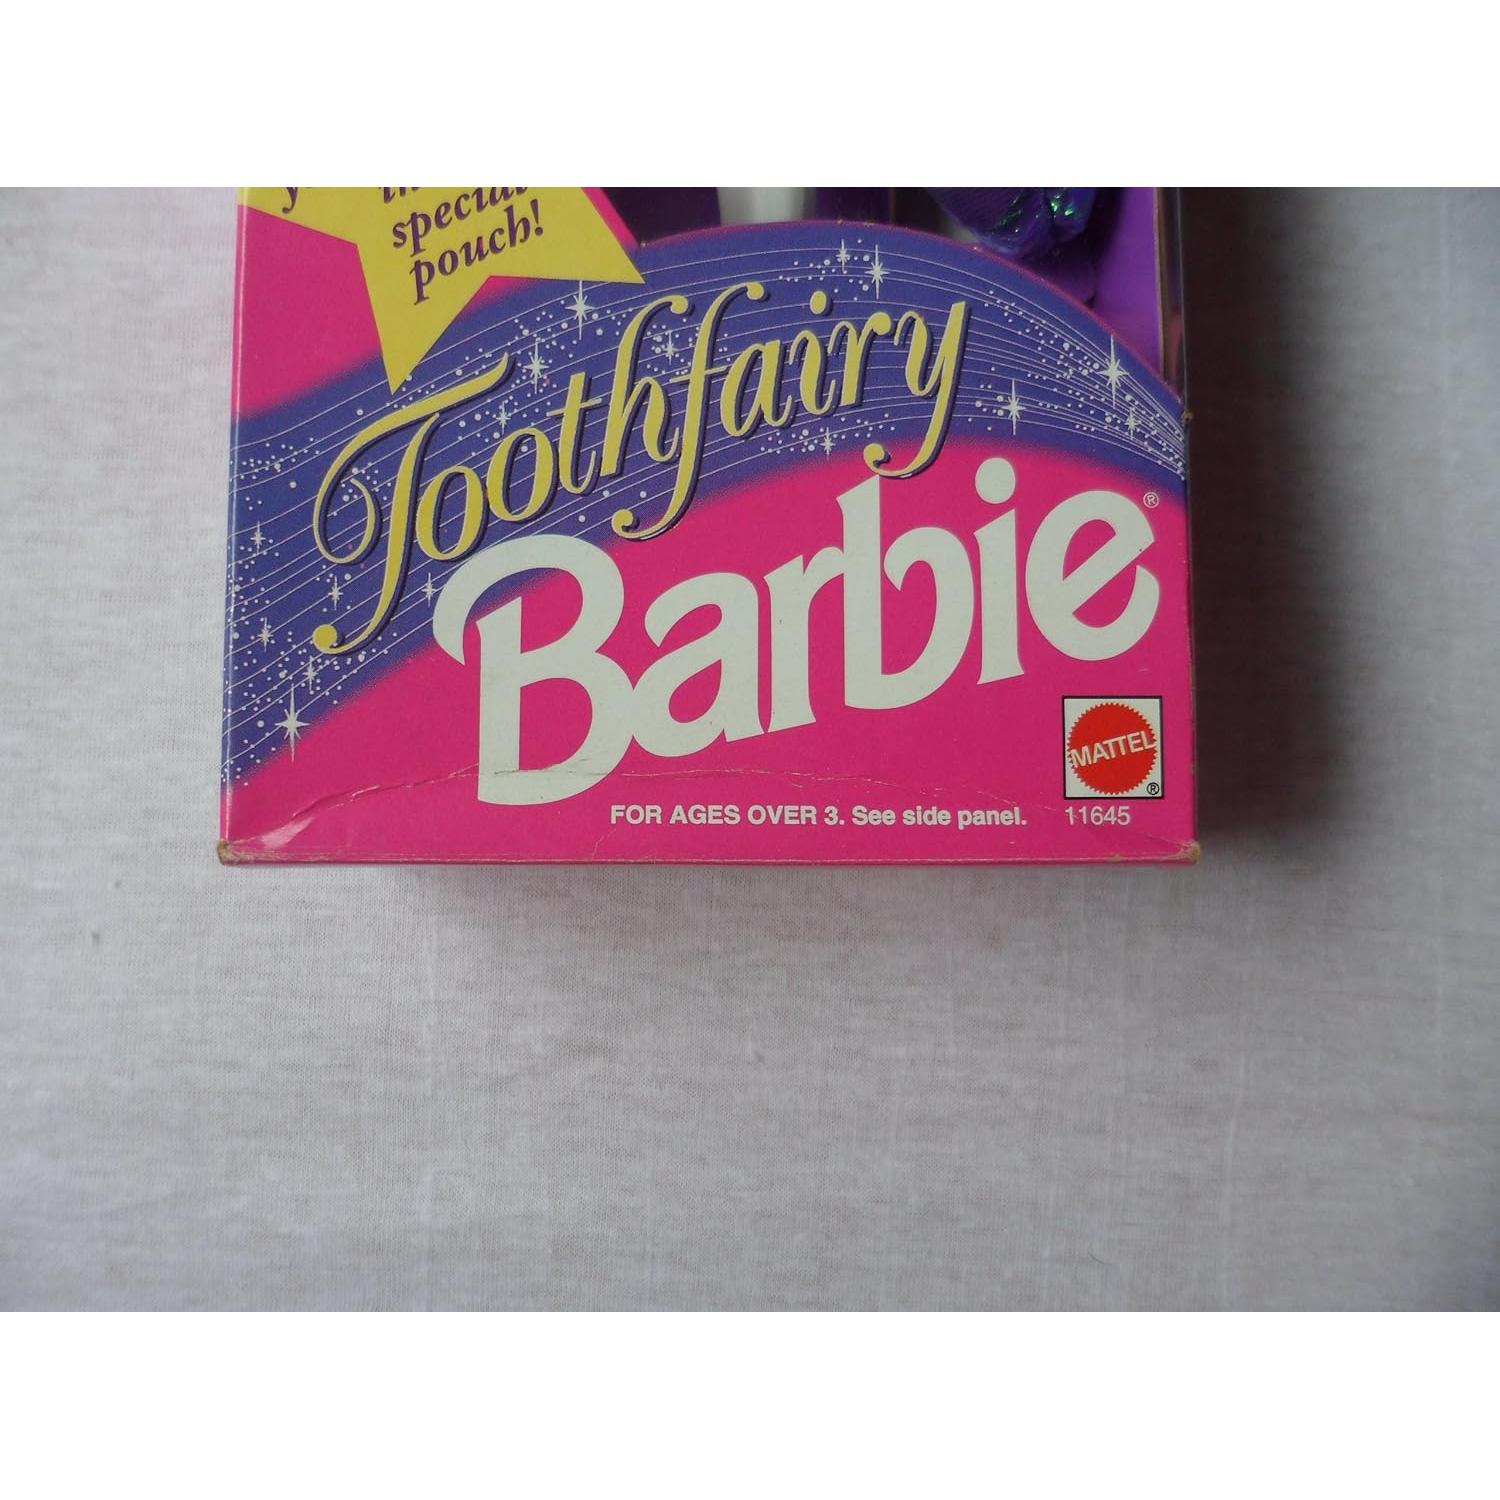 special
pouch!
Toothfairy
Barbie®
MATTEL
®
FOR AGES OVER 3. See side panel.
11645